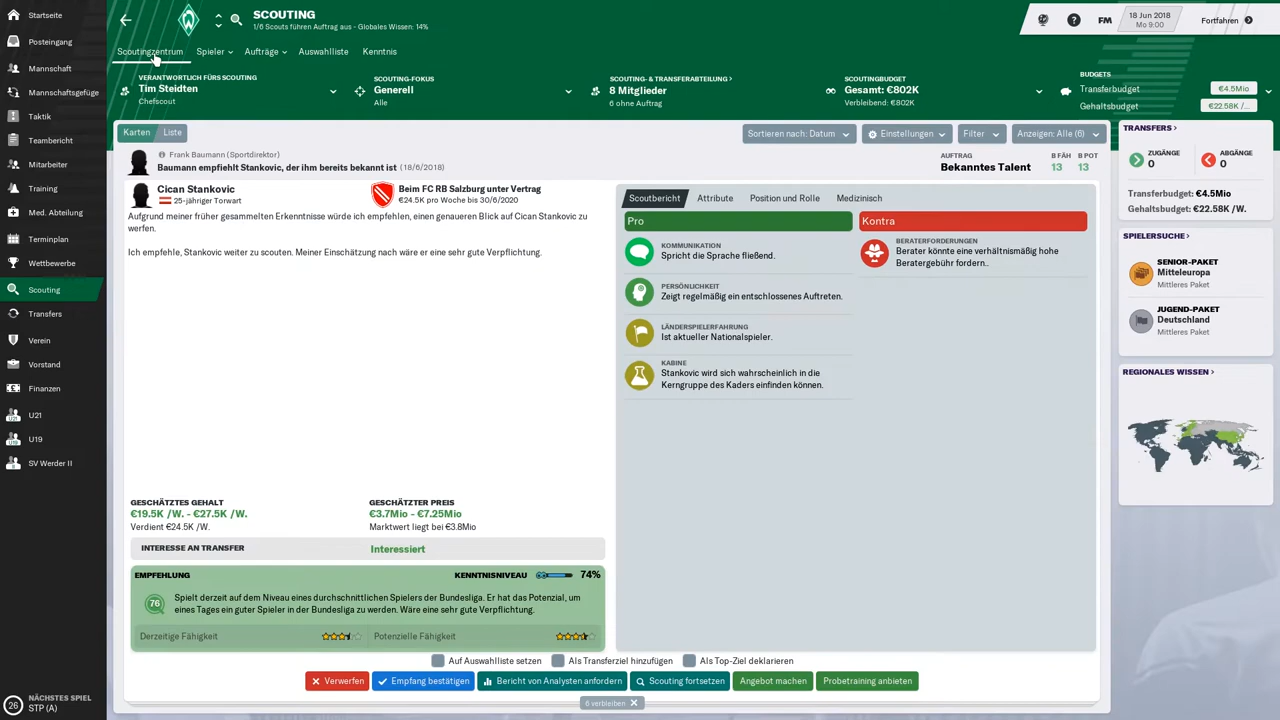 Startseite
Posteingang
Mannschaft
Mannschaftsgefüge
Taktik
Teambericht
Mitarbeiter
Training
Med. Abteilung
Terminplan
Wettbewerbe
Scouting
Transfers
Verein
Vorstand
Finanzen
U21
U19
SV Werder II
26
NÄCHSTES SPIEL
STP (A)
SCOUTING
1/6 Scouts führen Auftrag aus - Globales Wissen: 14%
FM
18 Jun 2018
Mo 9:00
Fortfahren
Scoutingzentrum
Spieler
Aufträge
Auswahlliste
Kenntnis
VERANTWORTLICH FÜRS SCOUTING
Tim Steidten
Chefscout
SCOUTING-FOKUS
Generell
Alle
SCOUTING- & TRANSFERABTEILUNG >
8 Mitglieder
6 ohne Auftrag
SCOUTINGBUDGET
Gesamt: €802K
Verbleibend: €802K
BUDGETS
Transferbudget €4.5Mio
Gehaltsbudget €22.58K /...
Karten Liste
Sortieren nach: Datum
Einstellungen
Filter
Anzeigen: Alle (6)
Frank Baumann (Sportdirektor)
Baumann empfiehlt Stankovic, der ihm bereits bekannt ist (18/6/2018)
AUFTRAG
Bekanntes Talent
B FÄH
13
B POT
13
Cican Stankovic
25-jähriger Torwart
Beim FC RB Salzburg unter Vertrag
€24.5K pro Woche bis 30/6/2020
Aufgrund meiner früher gesammelten Erkenntnisse würde ich empfehlen, einen genaueren Blick auf Cican Stankovic zu
werfen.
Ich empfehle, Stankovic weiter zu scouten. Meiner Einschätzung nach wäre er eine sehr gute Verpflichtung.
GESCHÄTZTES GEHALT
€19.5K /W. - €27.5K /W.
Verdient €24.5K /W.
GESCHÄTZTER PREIS
€3.7Mio - €7.25Mio
Marktwert liegt bei €3.8Mio
INTERESSE AN TRANSFER
Interessiert
EMPFEHLUNG
KENNTNISNIVEAU 74%
76
Spielt derzeit auf dem Niveau eines durchschnittlichen Spielers der Bundesliga. Er hat das Potenzial, um
eines Tages ein guter Spieler in der Bundesliga zu werden. Wäre eine sehr gute Verpflichtung.
Derzeitige Fähigkeit
Potenzielle Fähigkeit
Scoutbericht
Attribute
Position und Rolle
Medizinisch
Pro
KOMMUNIKATION
Spricht die Sprache fließend.
PERSÖNLICHKEIT
Zeigt regelmäßig ein entschlossenes Auftreten.
LÄNDERSPIELERFAHRUNG
Ist aktueller Nationalspieler.
KABINE
Stankovic wird sich wahrscheinlich in die
Kerngruppe des Kaders einfinden können.
Kontra
BERATERFORDERUNGEN
Berater könnte eine verhältnismäßig hohe
Beratergebühr fordern..
Auf Auswahlliste setzen
Als Transferziel hinzufügen
Als Top-Ziel deklarieren
Verwerfen
Empfang bestätigen
Bericht von Analysten anfordern
Scouting fortsetzen
Angebot machen
Probetraining anbieten
6 verbleiben
TRANSFERS >
ZUGÄNGE
0
ABGÄNGE
0
Transferbudget: €4.5Mio
Gehaltsbudget: €22.58K /W.
SPIELERSUCHE >
SENIOR-PAKET
Mitteleuropa
Mittleres Paket
JUGEND-PAKET
Deutschland
Mittleres Paket
REGIONALES WISSEN >